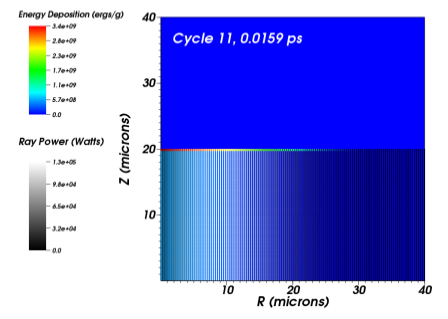 Energy Deposition (ergs/g)
3.4e+09
2.8e+09
2.3e+09
1.7e+09
1.1e+09
5.7e+08
0.0
Ray Power (Watts)
1.3e+05
9.8e+04
6.5e+04
3.2e+04
0.0
Cycle 11, 0.0159 ps
40
30
20
10
Z (microns)
10
20
30
40
R (microns)